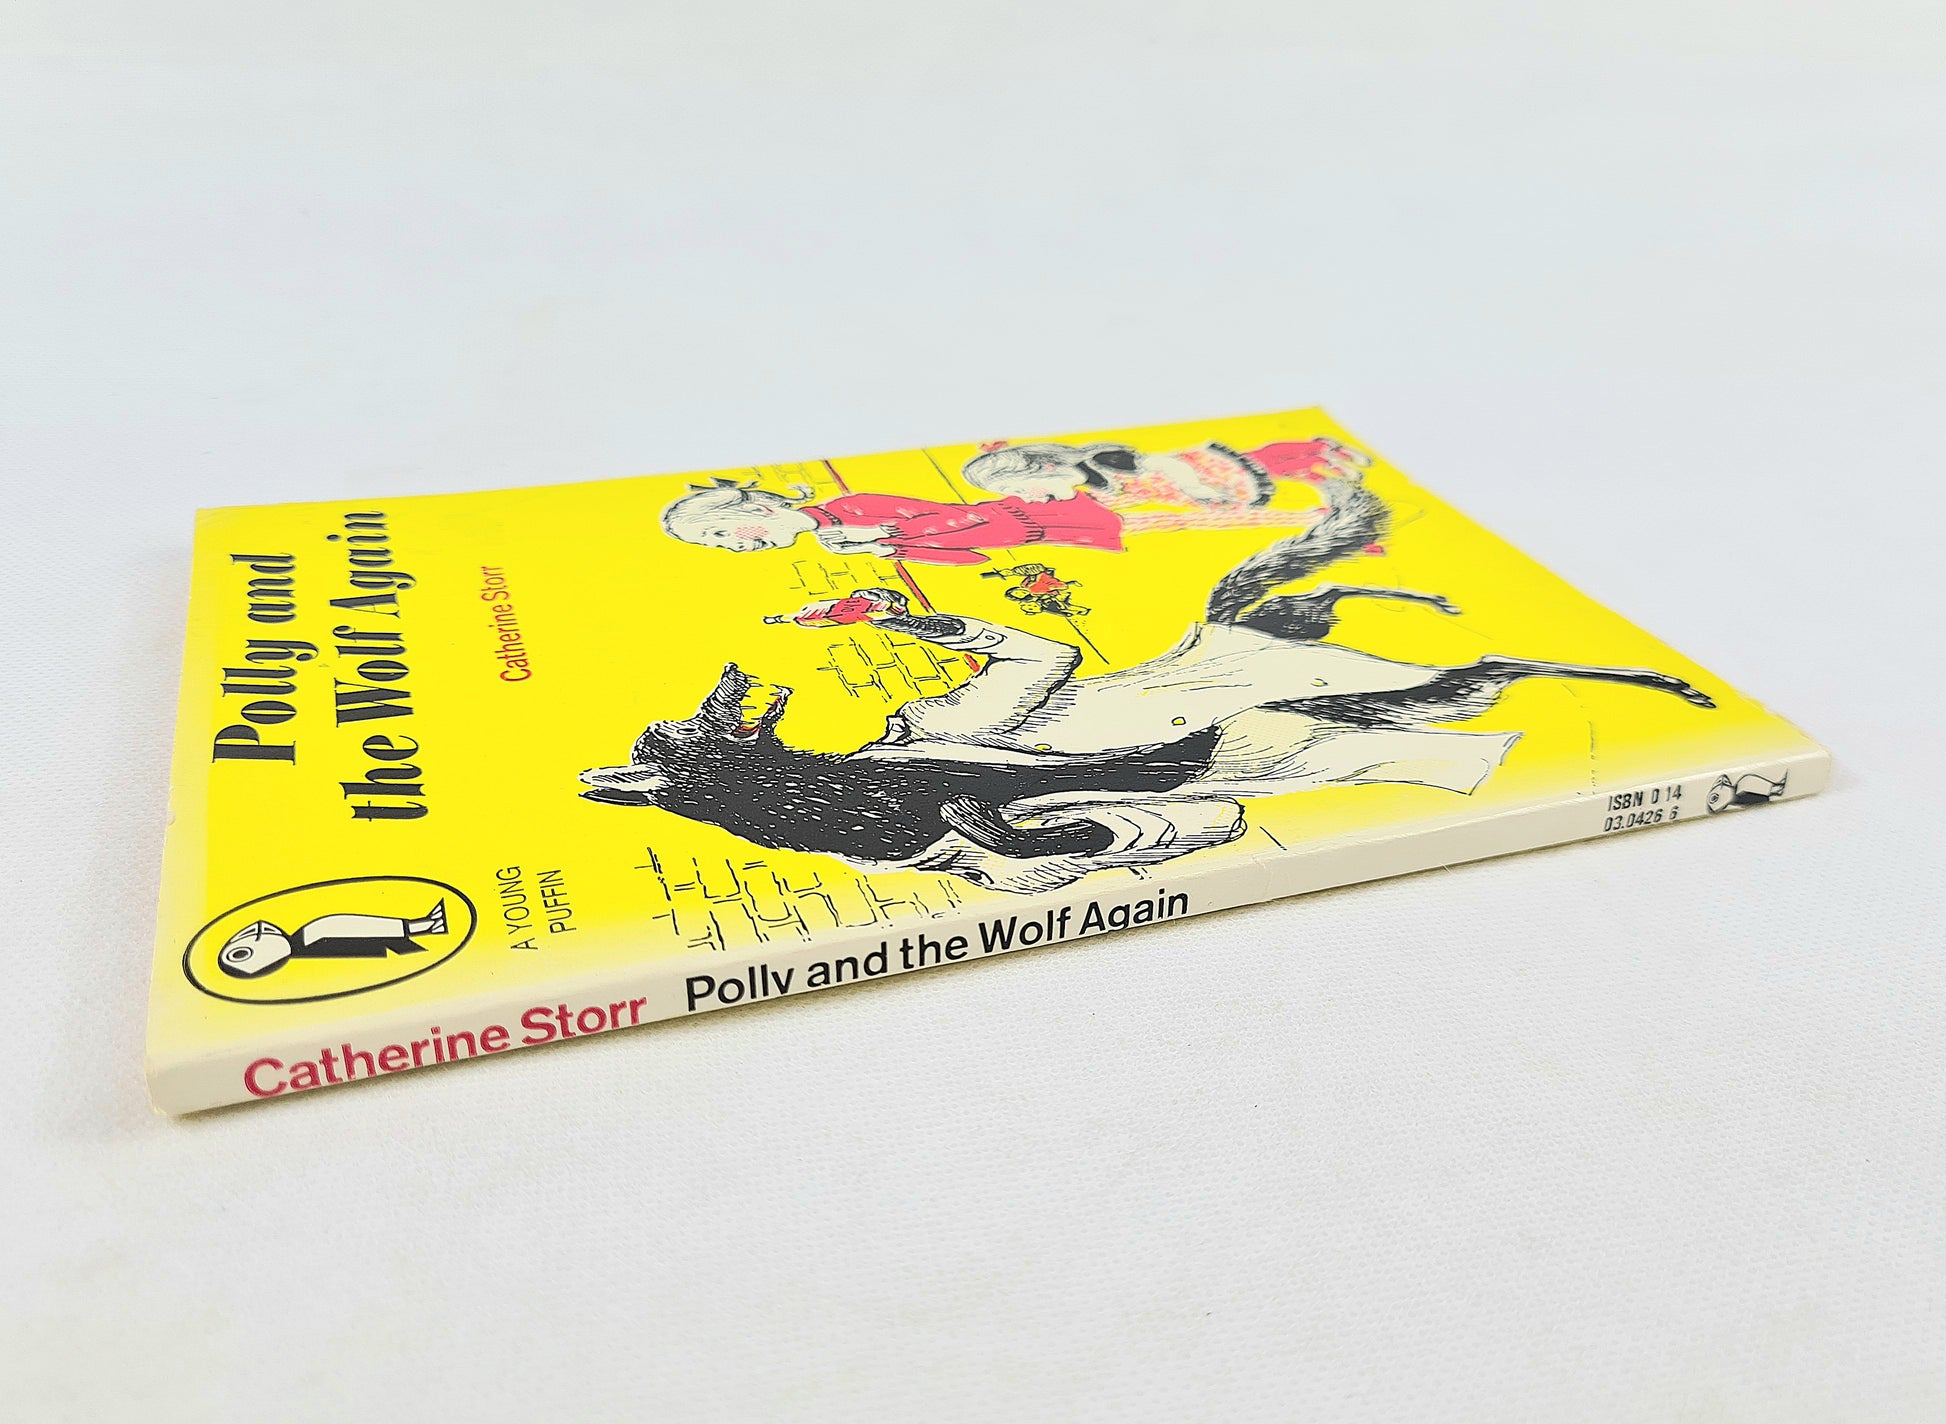 Polly and
the Wolf Again
Catherine Storr
A YOUNG
PUFFIN
Catherine Storr Polly and the Wolf Again
ISBN 0 14
03.0426 6